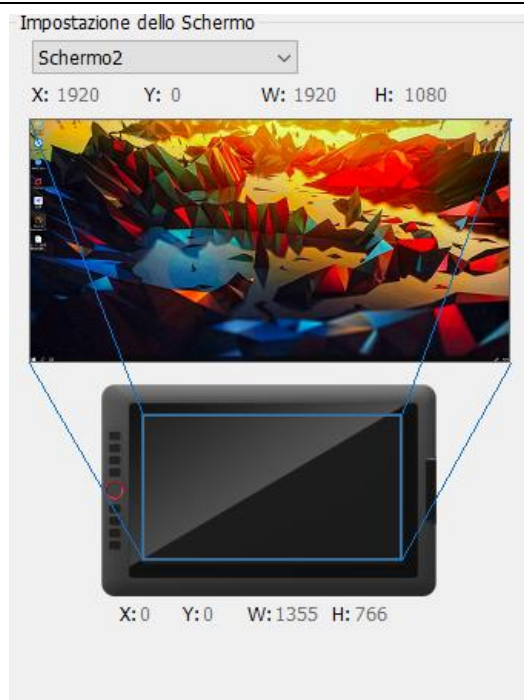 Impostazione dello Schermo
Schermo2
X: 1920 Y: 0 W: 1920 H: 1080
X: 0 Y: 0 W: 1355 H: 766